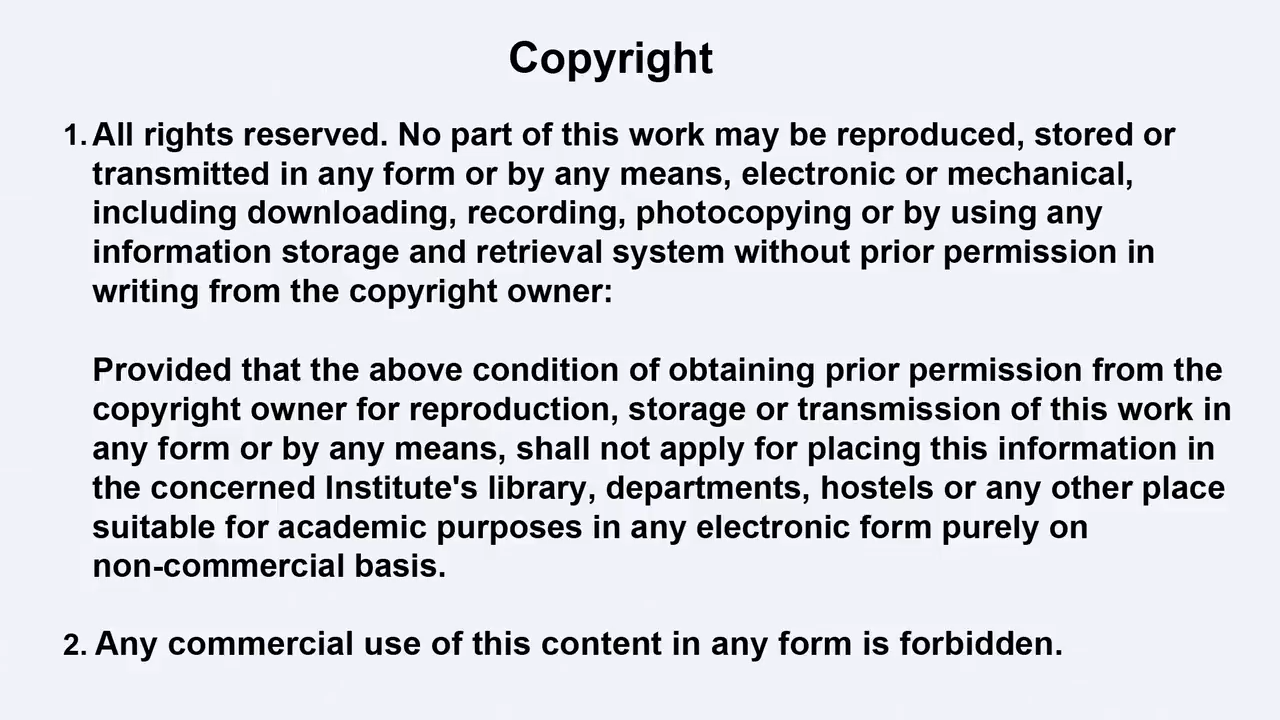 Copyright
1. All rights reserved. No part of this work may be reproduced, stored or
transmitted in any form or by any means, electronic or mechanical,
including downloading, recording, photocopying or by using any
information storage and retrieval system without prior permission in
writing from the copyright owner:
Provided that the above condition of obtaining prior permission from the
copyright owner for reproduction, storage or transmission of this work in
any form or by any means, shall not apply for placing this information in
the concerned Institute's library, departments, hostels or any other place
suitable for academic purposes in any electronic form purely on
non-commercial basis.
2. Any commercial use of this content in any form is forbidden.